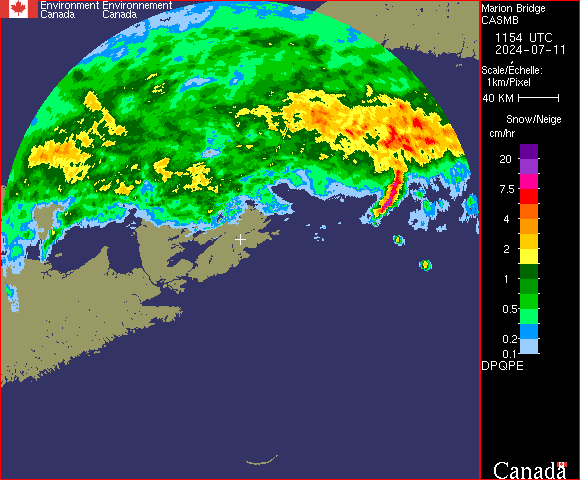 Environment Environnement
Canada Canada
Marion Bridge
CASMB
1154 UTC
2024-07-11
Scale/Échelle:
1km/Pixel
40 KM
Snow/Neige
cm/hr
20
7.5
4
2
1
0.5
0.2
0.1
DPQPE
Canada